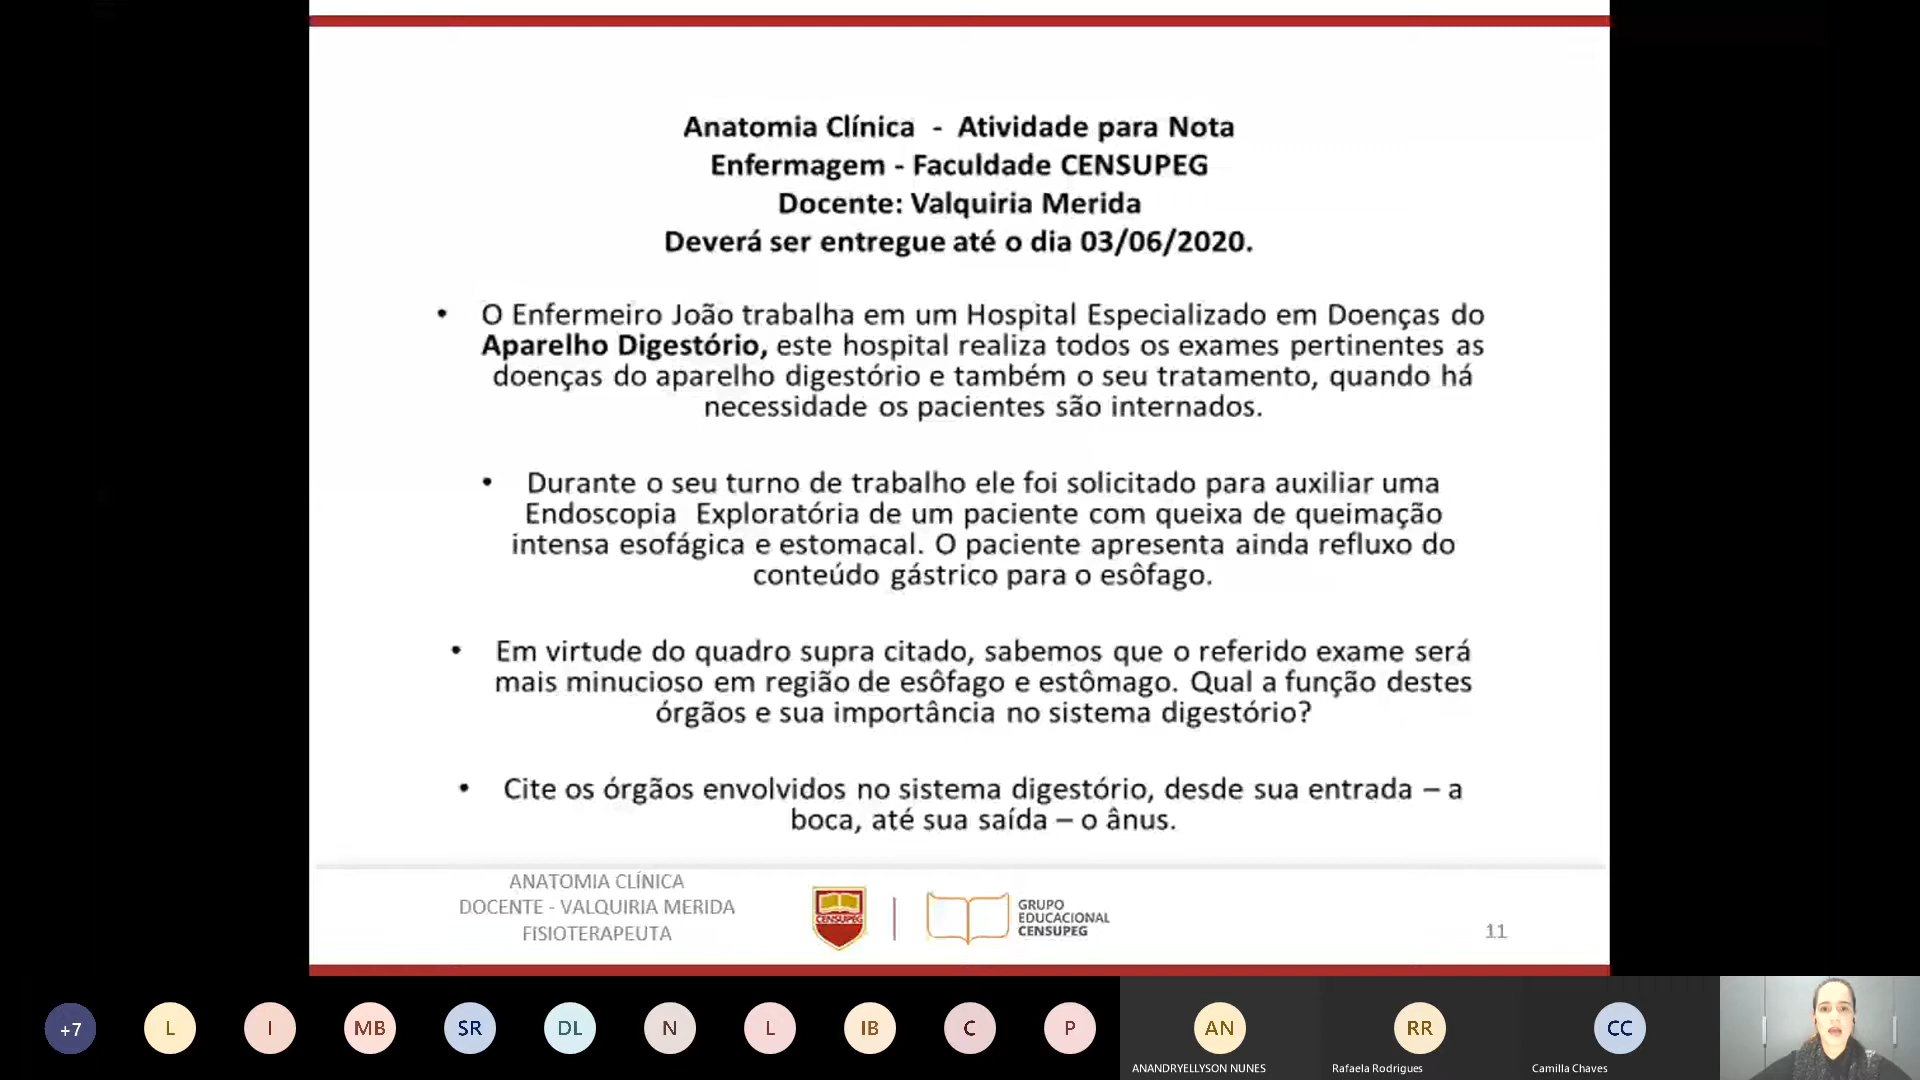 Anatomia Clínica - Atividade para Nota
Enfermagem - Faculdade CENSUPEG
Docente: Valquiria Merida
Deverá ser entregue até o dia 03/06/2020.
• O Enfermeiro João trabalha em um Hospital Especializado em Doenças do
Aparelho Digestório, este hospital realiza todos os exames pertinentes as
doenças do aparelho digestório e também o seu tratamento, quando há
necessidade os pacientes são internados.
• Durante o seu turno de trabalho ele foi solicitado para auxiliar uma
Endoscopia Exploratória de um paciente com queixa de queimação
intensa esofágica e estomacal. O paciente apresenta ainda refluxo do
conteúdo gástrico para o esôfago.
• Em virtude do quadro supra citado, sabemos que o referido exame será
mais minucioso em região de esôfago e estômago. Qual a função destes
órgãos e sua importância no sistema digestório?
• Cite os órgãos envolvidos no sistema digestório, desde sua entrada – a
boca, até sua saída – o ânus.
ANATOMIA CLÍNICA
DOCENTE - VALQUIRIA MERIDA
FISIOTERAPEUTA
CENSUPEG
GRUPO
EDUCACIONAL
CENSUPEG
11
+7 L I MB SR DL N L IB C P AN RR CC
ANANDRYELLYSON NUNES Rafaela Rodrigues Camilla Chaves